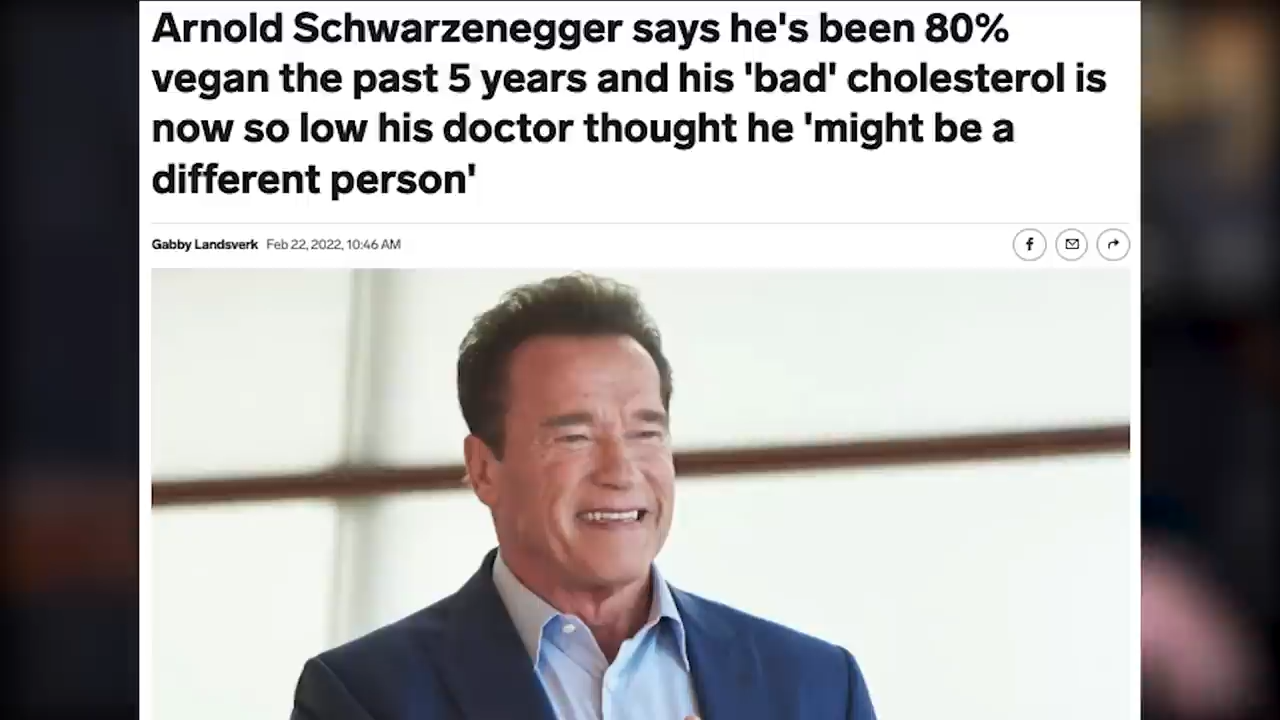 Arnold Schwarzenegger says he's been 80%
vegan the past 5 years and his 'bad' cholesterol is
now so low his doctor thought he 'might be a
different person'
Gabby Landsverk Feb 22, 2022, 10:46 AM